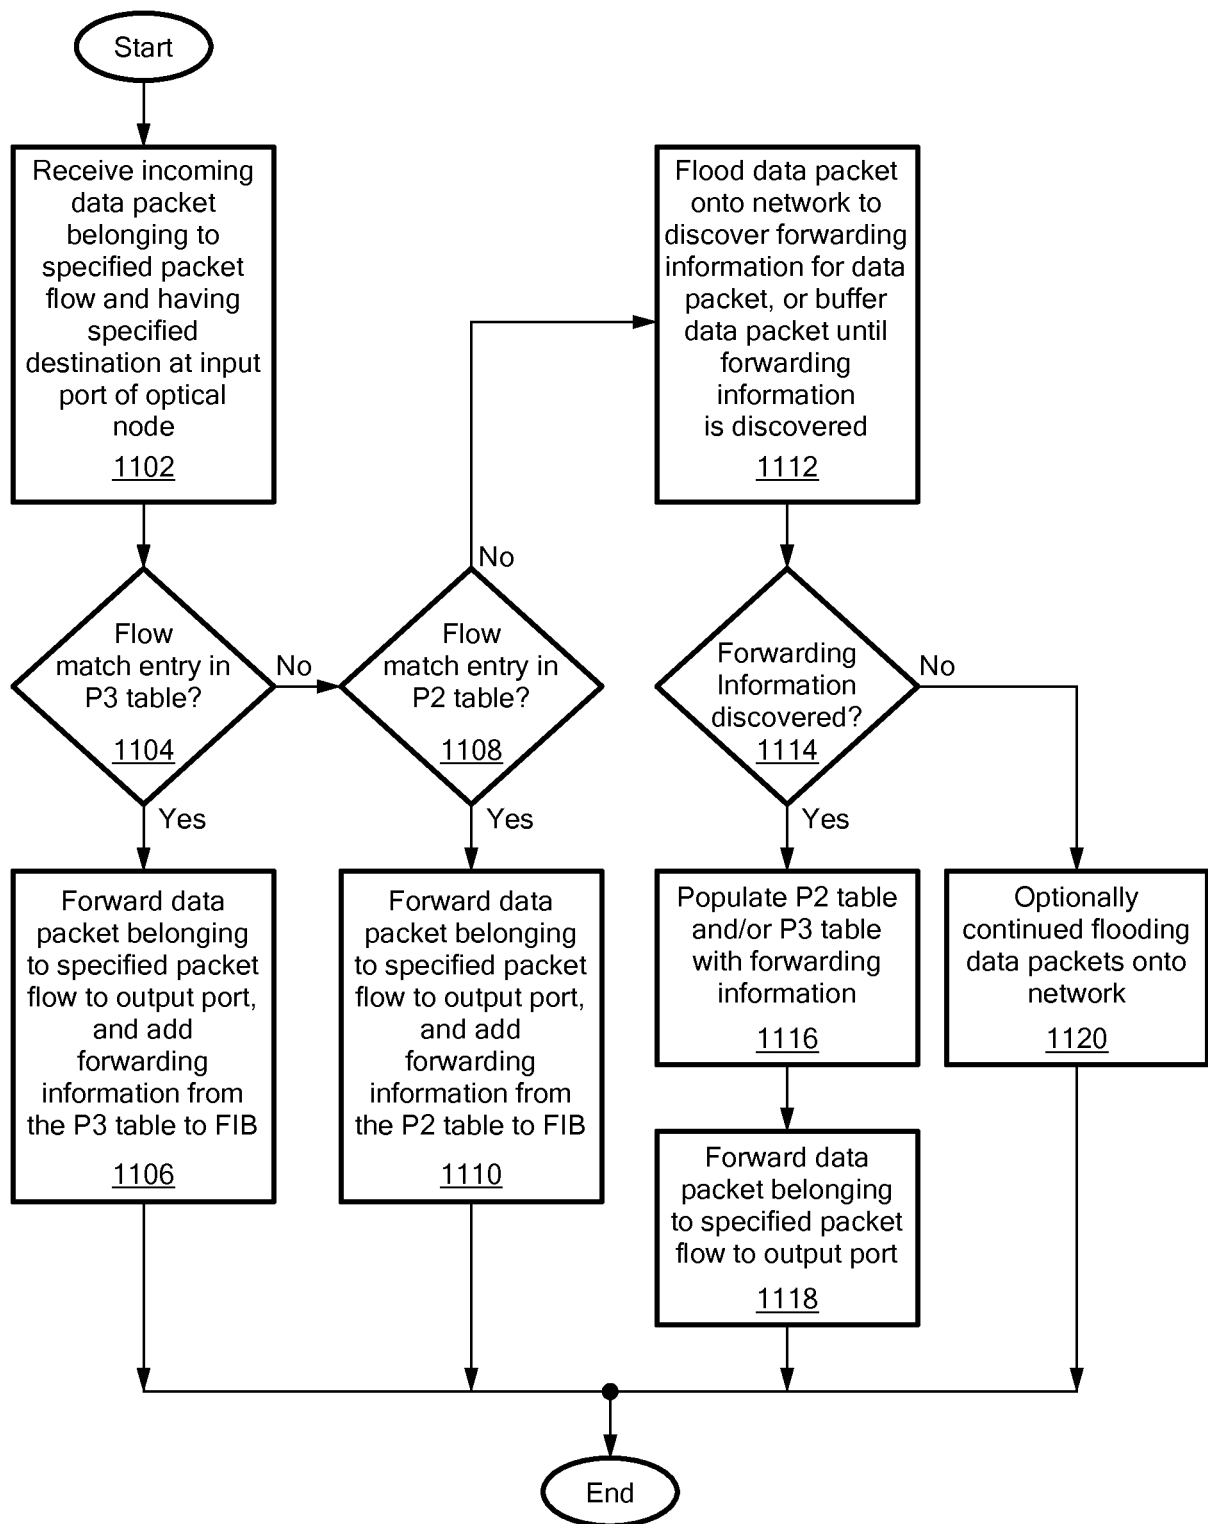 Start
Receive incoming
data packet
belonging to
specified packet
flow and having
specified
destination at input
port of optical
node
1102
Flow
match entry in
P3 table?
1104
No
Yes
Forward data
packet belonging
to specified packet
flow to output port,
and add
forwarding
information from
the P3 table to FIB
1106
Flow
match entry in
P2 table?
1108
No
Yes
Forward data
packet belonging
to specified packet
flow to output port,
and add
forwarding
information from
the P2 table to FIB
1110
Flood data packet
onto network to
discover forwarding
information for data
packet, or buffer
data packet until
forwarding
information
is discovered
1112
Forwarding
Information
discovered?
1114
No
Yes
Populate P2 table
and/or P3 table
with forwarding
information
1116
Forward data
packet belonging
to specified packet
flow to output port
1118
Optionally
continued flooding
data packets onto
network
1120
End